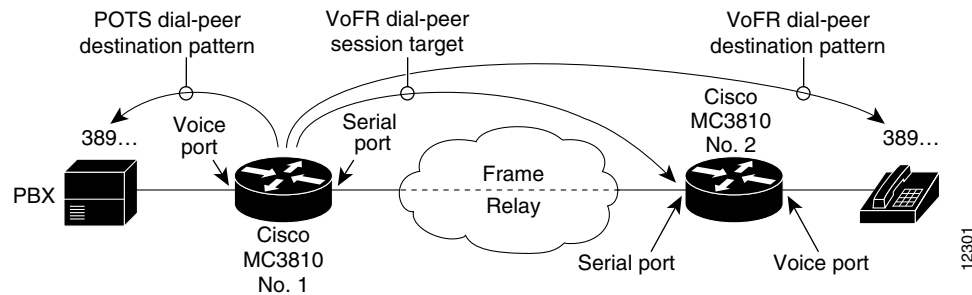 POTS dial-peer
destination pattern
VoFR dial-peer
session target
VoFR dial-peer
destination pattern
389...
Voice
port
Serial
port
Cisco
MC3810
No. 2
389...
PBX
Frame
Relay
Cisco
MC3810
No. 1
Serial port
Voice port
12301